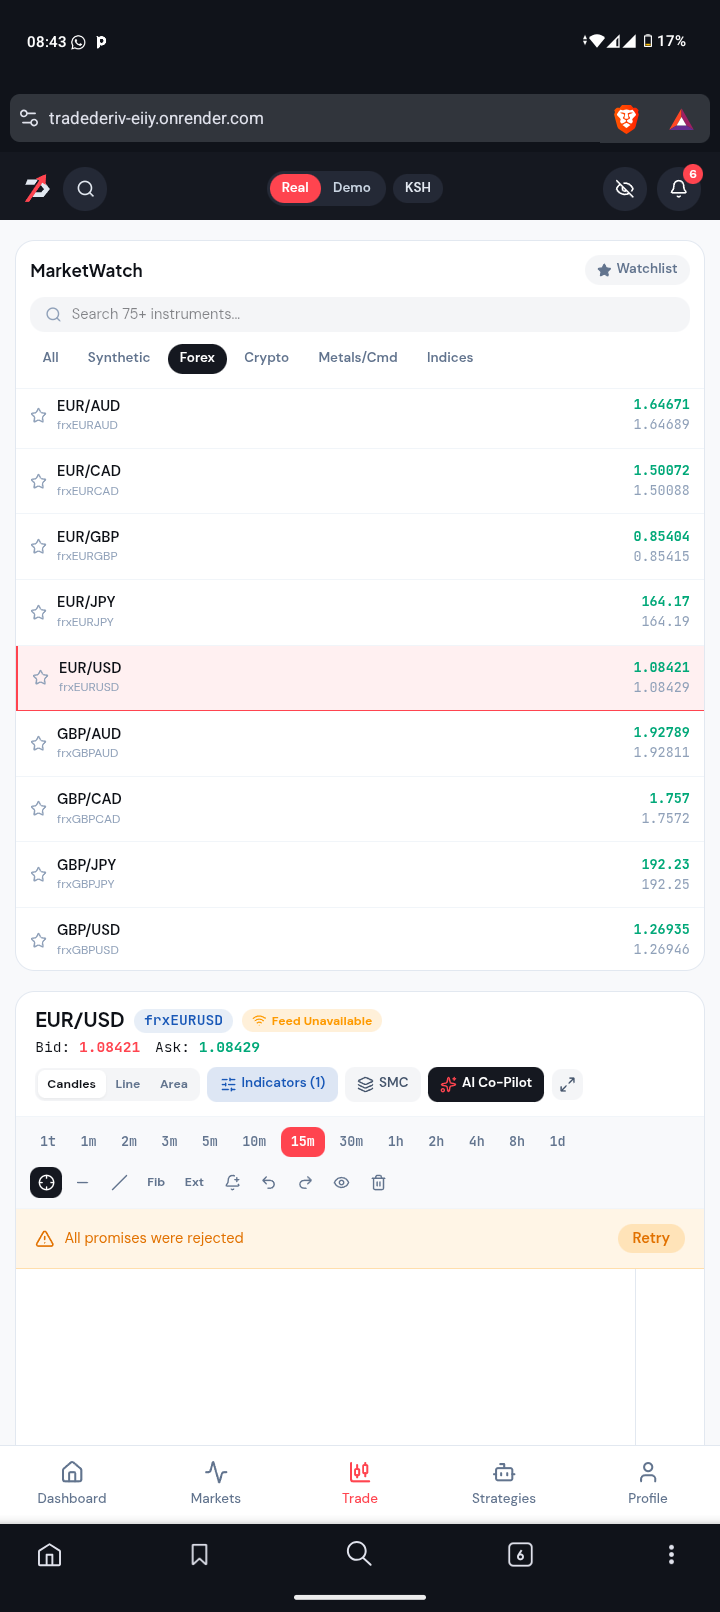 08:43
17%
tradederiv-eiiy.onrender.com
Real Demo KSH
6
MarketWatch
Watchlist
Search 75+ instruments...
All Synthetic Forex Crypto Metals/Cmd Indices
EUR/AUD 1.64671
frxEURAUD 1.64689
EUR/CAD 1.50072
frxEURCAD 1.50088
EUR/GBP 0.85404
frxEURGBP 0.85415
EUR/JPY 164.17
frxEURJPY 164.19
EUR/USD 1.08421
frxEURUSD 1.08429
GBP/AUD 1.92789
frxGBPAUD 1.92811
GBP/CAD 1.757
frxGBPCAD 1.7572
GBP/JPY 192.23
frxGBPJPY 192.25
GBP/USD 1.26935
frxGBPUSD 1.26946
EUR/USD frxEURUSD Feed Unavailable
Bid: 1.08421 Ask: 1.08429
Candles Line Area Indicators (1) SMC AI Co-Pilot
1t 1m 2m 3m 5m 10m 15m 30m 1h 2h 4h 8h 1d
Fib Ext
All promises were rejected Retry
Dashboard Markets Trade Strategies Profile
6